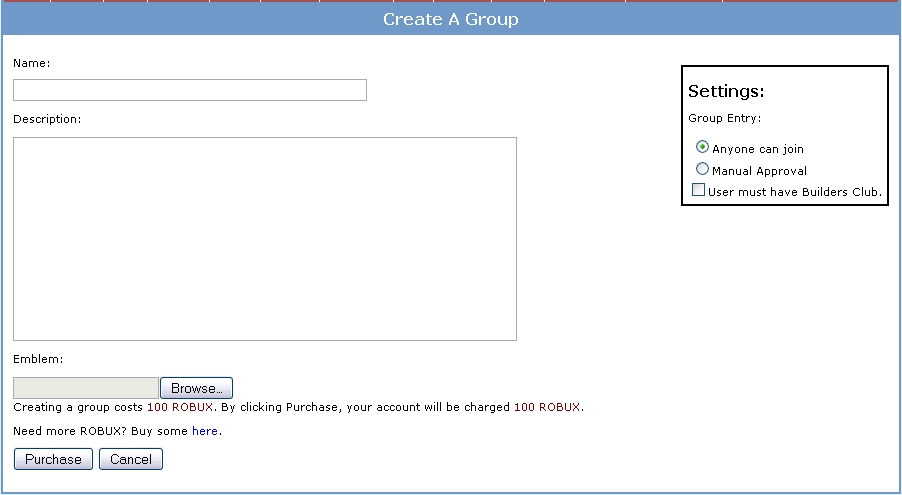 Create A Group
Name:
Description:
Emblem:
Browse...
Creating a group costs 100 ROBUX. By clicking Purchase, your account will be charged 100 ROBUX.
Need more ROBUX? Buy some here.
Purchase
Cancel
Settings:
Group Entry:
Anyone can join
Manual Approval
User must have Builders Club.